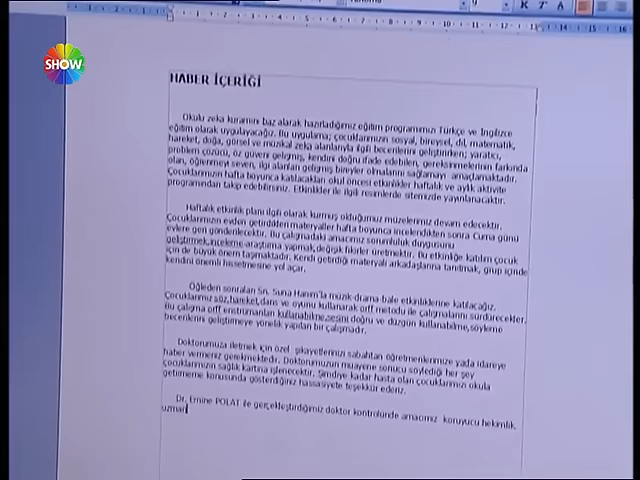 SHOW
HABER İÇERİĞİ
Okulu zeka kuramını baz alarak hazırladığımız eğitim programımızı Türkçe ve İngilizce
eğitim olarak uygulayacağız. Bu uygulama; çocuklarımızın sosyal, bireysel, dil, matematik,
hareket, doğa, görsel ve müzikal zeka alanlarıyla ilgili becerilerini geliştirirken; yaratıcı,
problem çözücü, öz güveni gelişmiş, kendini doğru ifade edebilen, gereksinmelerinin farkında
olan, öğrenmeyi seven, ilgi alanları gelişmiş bireyler olmalarını sağlamayı amaçlamaktadır.
Çocuklarımızın hafta boyunca katılacakları okul öncesi etkinlikler haftalık ve aylık aktivite
programından takip edebilirsiniz. Etkinlikler ile ilgili resimlerde sitemizde yayınlanacaktır.
Haftalık etkinlik planı ilgili olarak kurmuş olduğumuz müzelerimiz devam edecektir.
Çocuklarımızın evden getirdikleri materyaller hafta boyunca incelendikten sonra Cuma günü
evlere geri gönderilecektir. Bu çalışmadaki amacımız sorumluluk duygusunu
geliştirmek,inceleme-araştırma yapmak,değişik fikirler üretmektir. Bu etkinliğe katılım çocuk
için de büyük önem taşımaktadır. Kendi getirdiği materyali arkadaşlarına tanıtmak, grup içinde
kendini önemli hissetmesine yol açar.
Öğleden sonraları Sn. Suna Hanım'la müzik-drama-bale etkinliklerine katılacağız.
Çocuklarımız söz,hareket,dans ve oyunu kullanarak orff metodu ile çalışmalarını sürdürecekler.
Bu çalışma orff enstrümanları kullanabilme,sesini doğru ve düzgün kullanabilme,söyleme
becerilerini geliştirmeye yönelik yapılan bir çalışmadır.
Doktorumuza iletmek için özel şikayetlerinizi sabahtan öğretmenlerimize yada idareye
haber vermeniz gerekmektedir. Doktorumuzun muayene sonucu söylediği her şey
çocuklarımızın sağlık kartına işlenecektir. Şimdiye kadar hasta olan çocuklarımızı okula
getirmeme konusunda gösterdiğiniz hassasiyete teşekkür ederiz.
Dr. Emine POLAT ile gerçekleştirdiğimiz doktor kontrolünde amacımız koruyucu hekimlik.
uzman